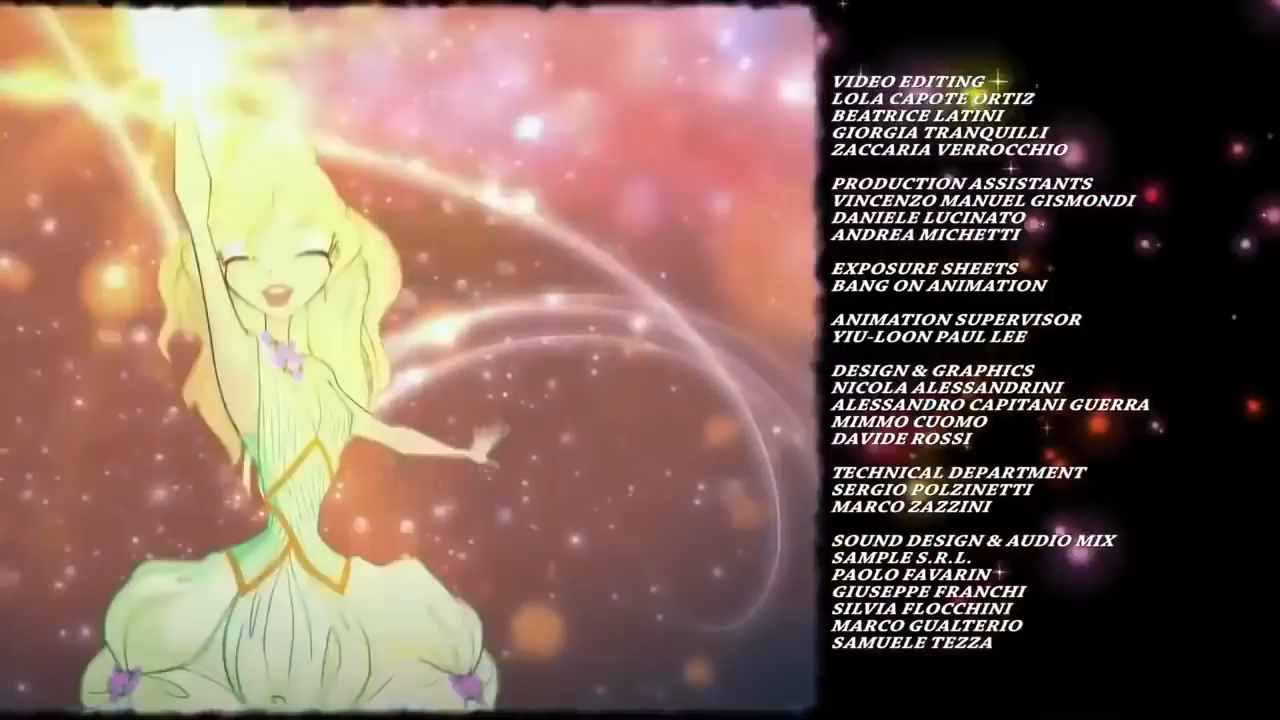 VIDEO EDITING
LOLA CAPOTE ORTIZ
BEATRICE LATINI
GIORGIA TRANQUILLI
ZACCARIA VERROCCHIO
PRODUCTION ASSISTANTS
VINCENZO MANUEL GISMONDI
DANIELE LUCINATO
ANDREA MICHETTI
EXPOSURE SHEETS
BANG ON ANIMATION
ANIMATION SUPERVISOR
YIU-LOON PAUL LEE
DESIGN & GRAPHICS
NICOLA ALESSANDRINI
ALESSANDRO CAPITANI GUERRA
MIMMO CUOMO
DAVIDE ROSSI
TECHNICAL DEPARTMENT
SERGIO POLZINETTI
MARCO ZAZZINI
SOUND DESIGN & AUDIO MIX
SAMPLE S.R.L.
PAOLO FAVARIN
GIUSEPPE FRANCHI
SILVIA FLOCCHINI
MARCO GUALTERIO
SAMUELE TEZZA